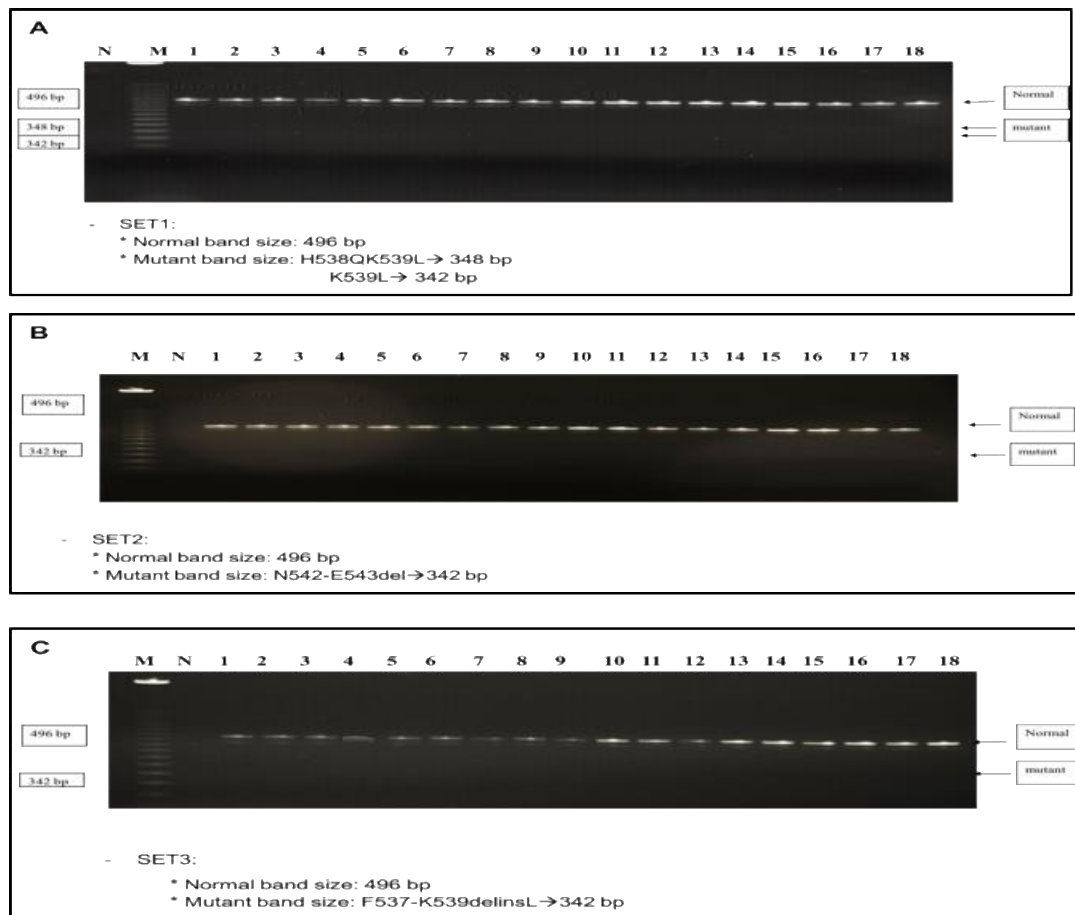 A
N M 1 2 3 4 5 6 7 8 9 10 11 12 13 14 15 16 17 18
496 bp
Normal
348 bp
mutant
342 bp
- SET1:
* Normal band size: 496 bp
* Mutant band size: H538QK539L→ 348 bp
K539L→ 342 bp
B
M N 1 2 3 4 5 6 7 8 9 10 11 12 13 14 15 16 17 18
496 bp
Normal
342 bp
mutant
- SET2:
* Normal band size: 496 bp
* Mutant band size: N542-E543del→342 bp
C
M N 1 2 3 4 5 6 7 8 9 10 11 12 13 14 15 16 17 18
496 bp
Normal
342 bp
mutant
- SET3:
* Normal band size: 496 bp
* Mutant band size: F537-K539delinsL→342 bp